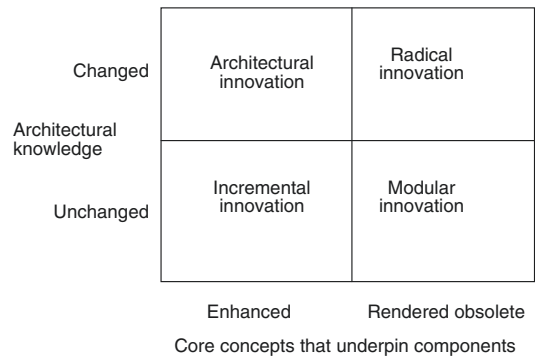 Changed
Architectural
innovation
Radical
innovation
Architectural
knowledge
Unchanged
Incremental
innovation
Modular
innovation
Enhanced
Rendered obsolete
Core concepts that underpin components